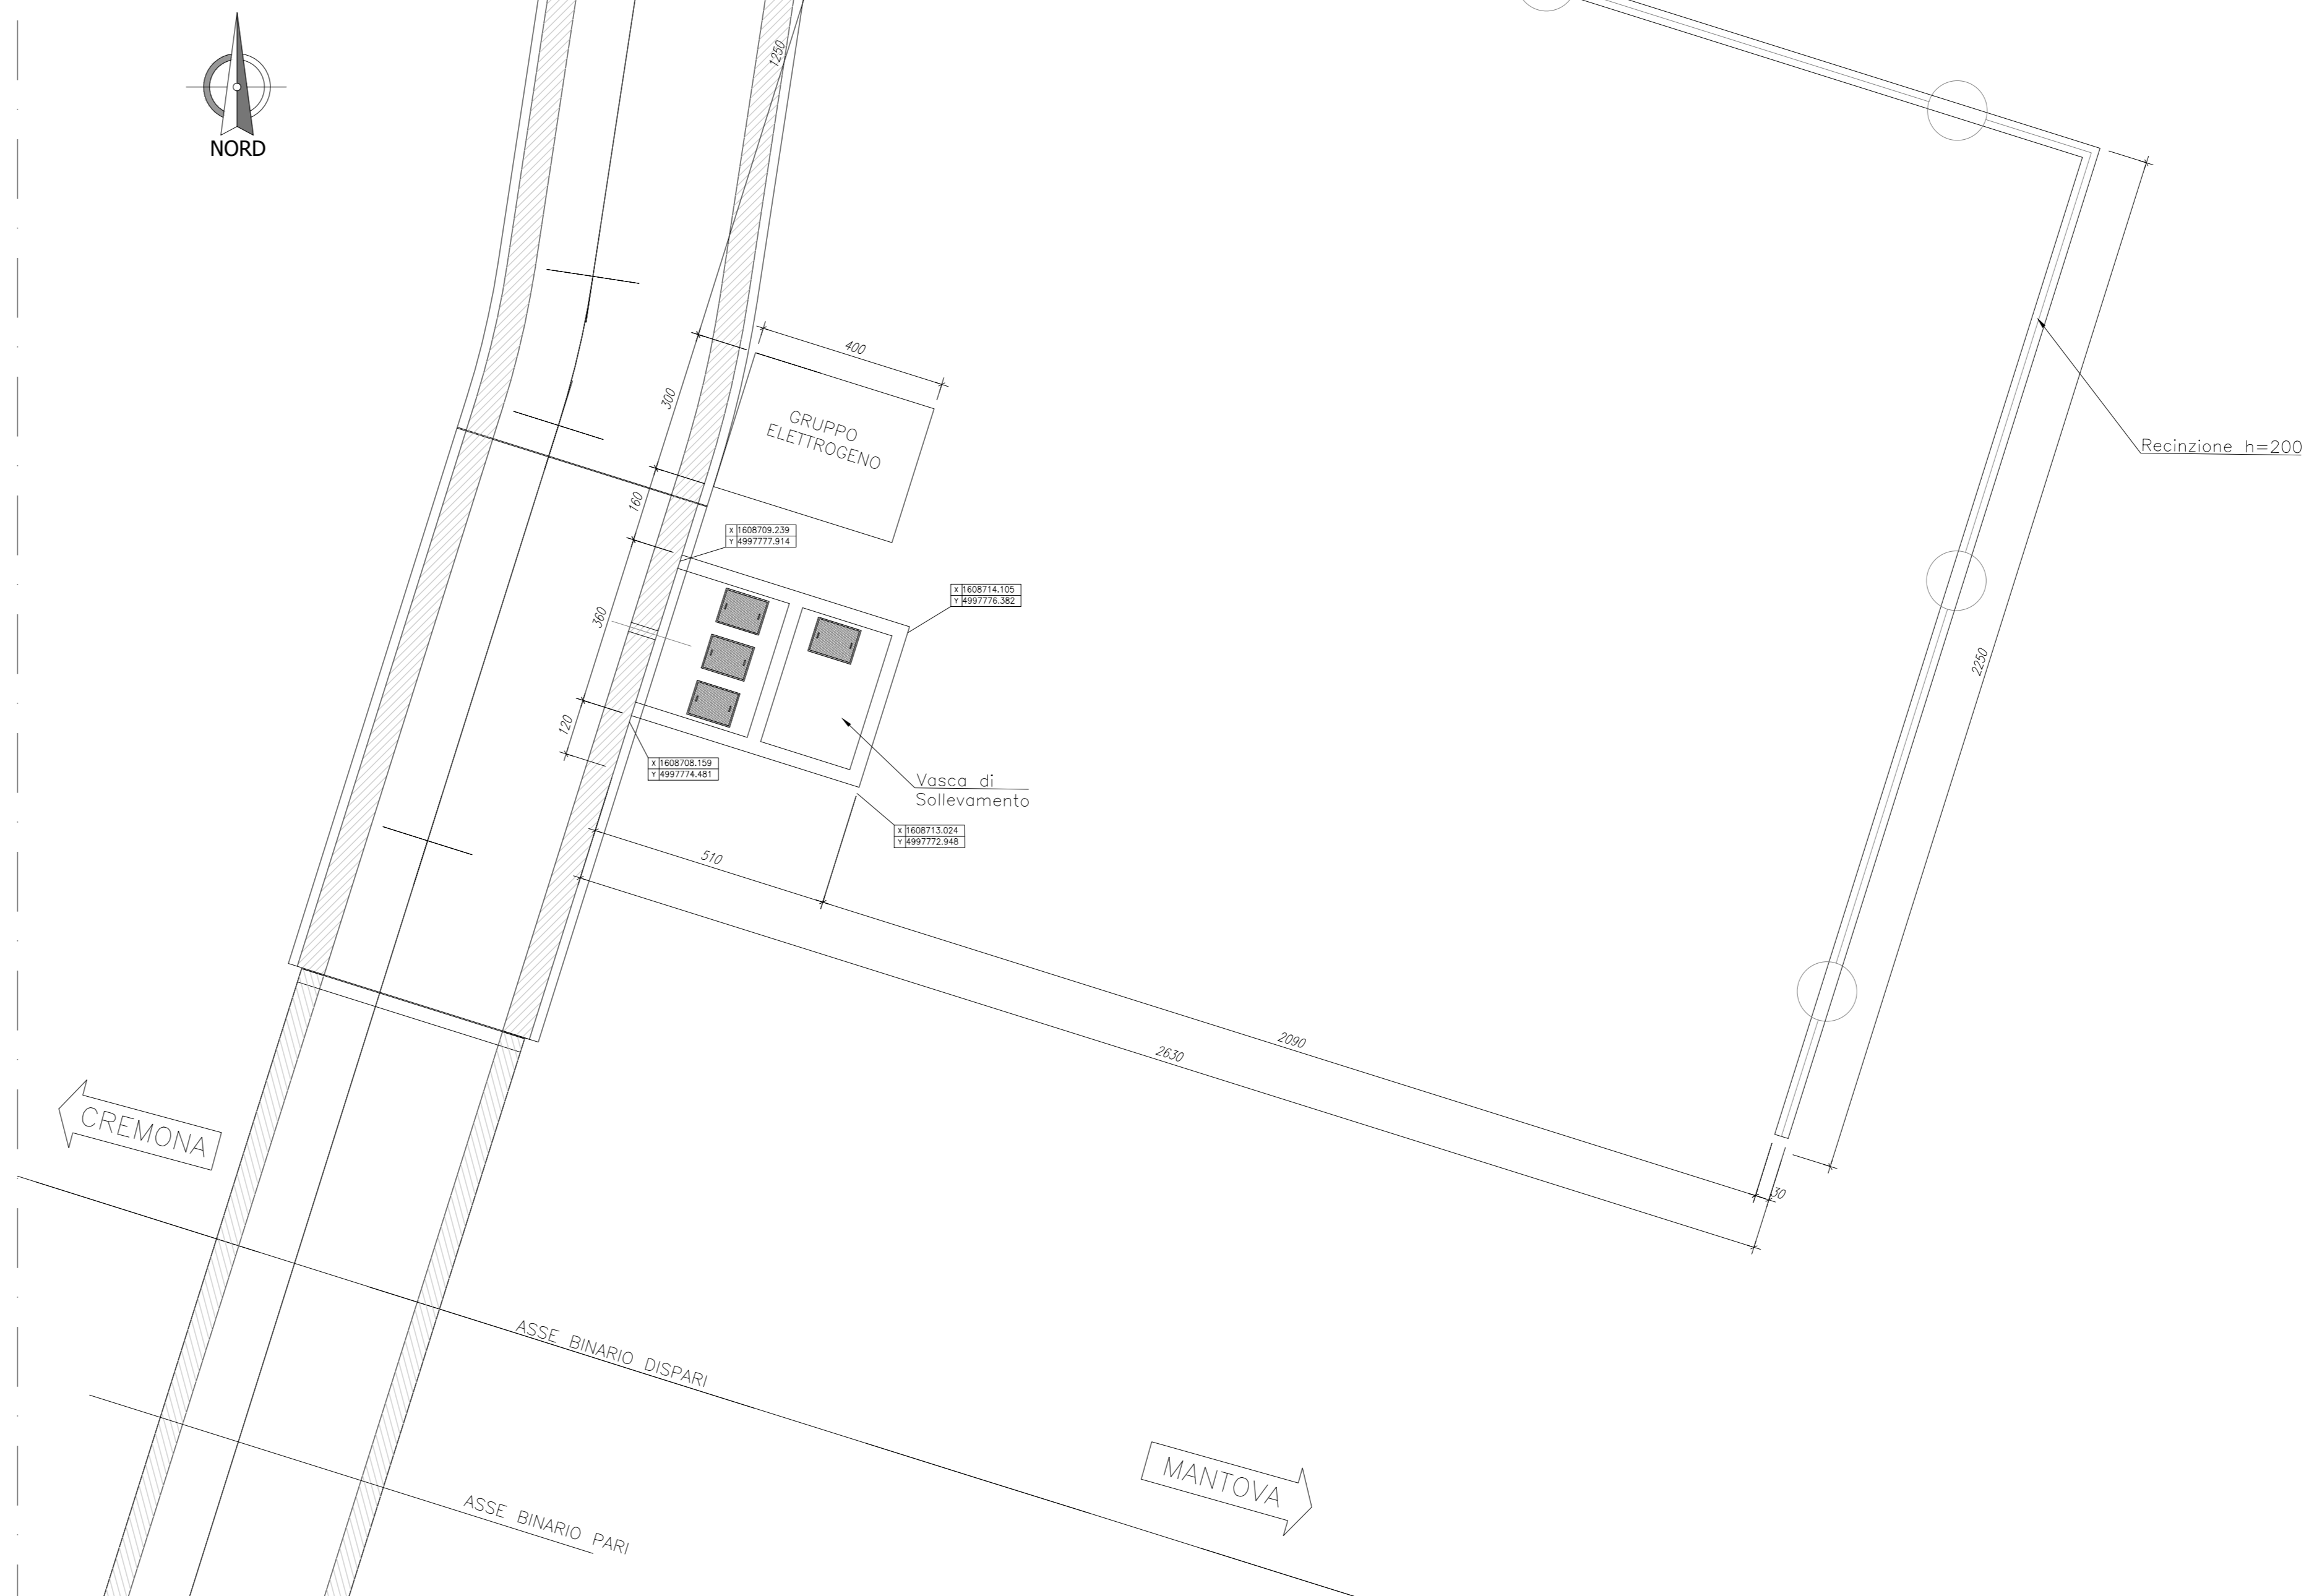 NORD
1250
400
300
GRUPPO
ELETTROGENO
Recinzione h=200
160
X 1608709.239
Y 4997777.914
X 1608714.105
Y 4997776.382
360
2250
120
X 1608708.159
Y 4997774.481
Vasca di
Sollevamento
X 1608713.024
Y 4997772.948
510
2090
2630
30
CREMONA
ASSE BINARIO DISPARI
MANTOVA
ASSE BINARIO PARI